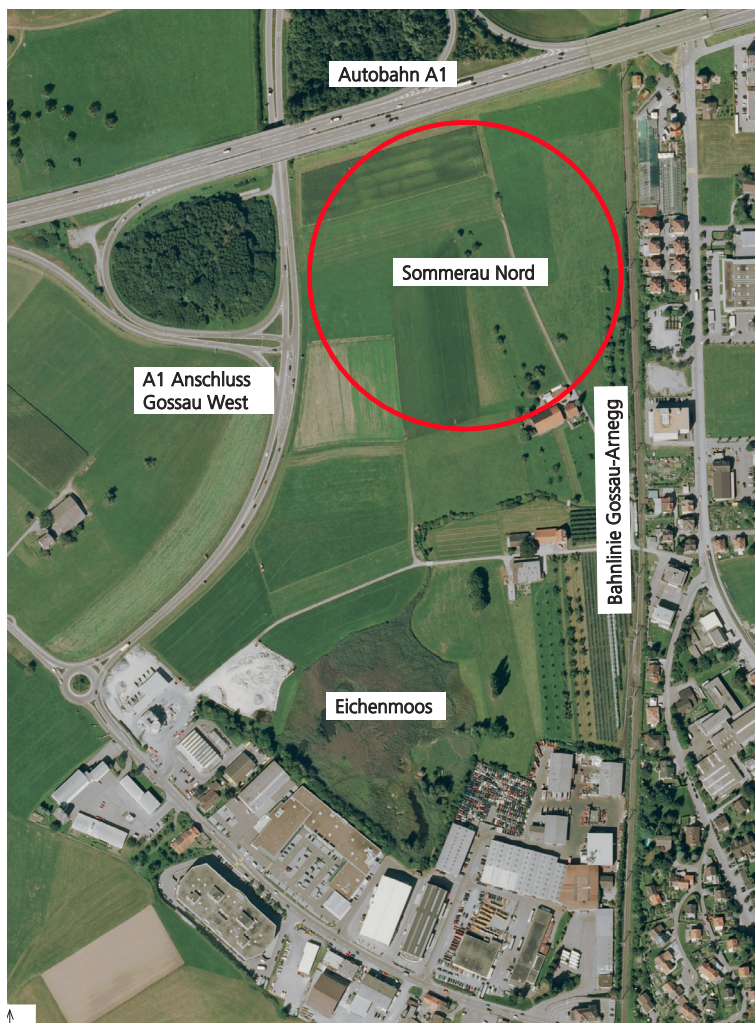 Autobahn A1
Sommerau Nord
A1 Anschluss
Gossau West
Bahnlinie Gossau-Arnegg
Eichenmoos